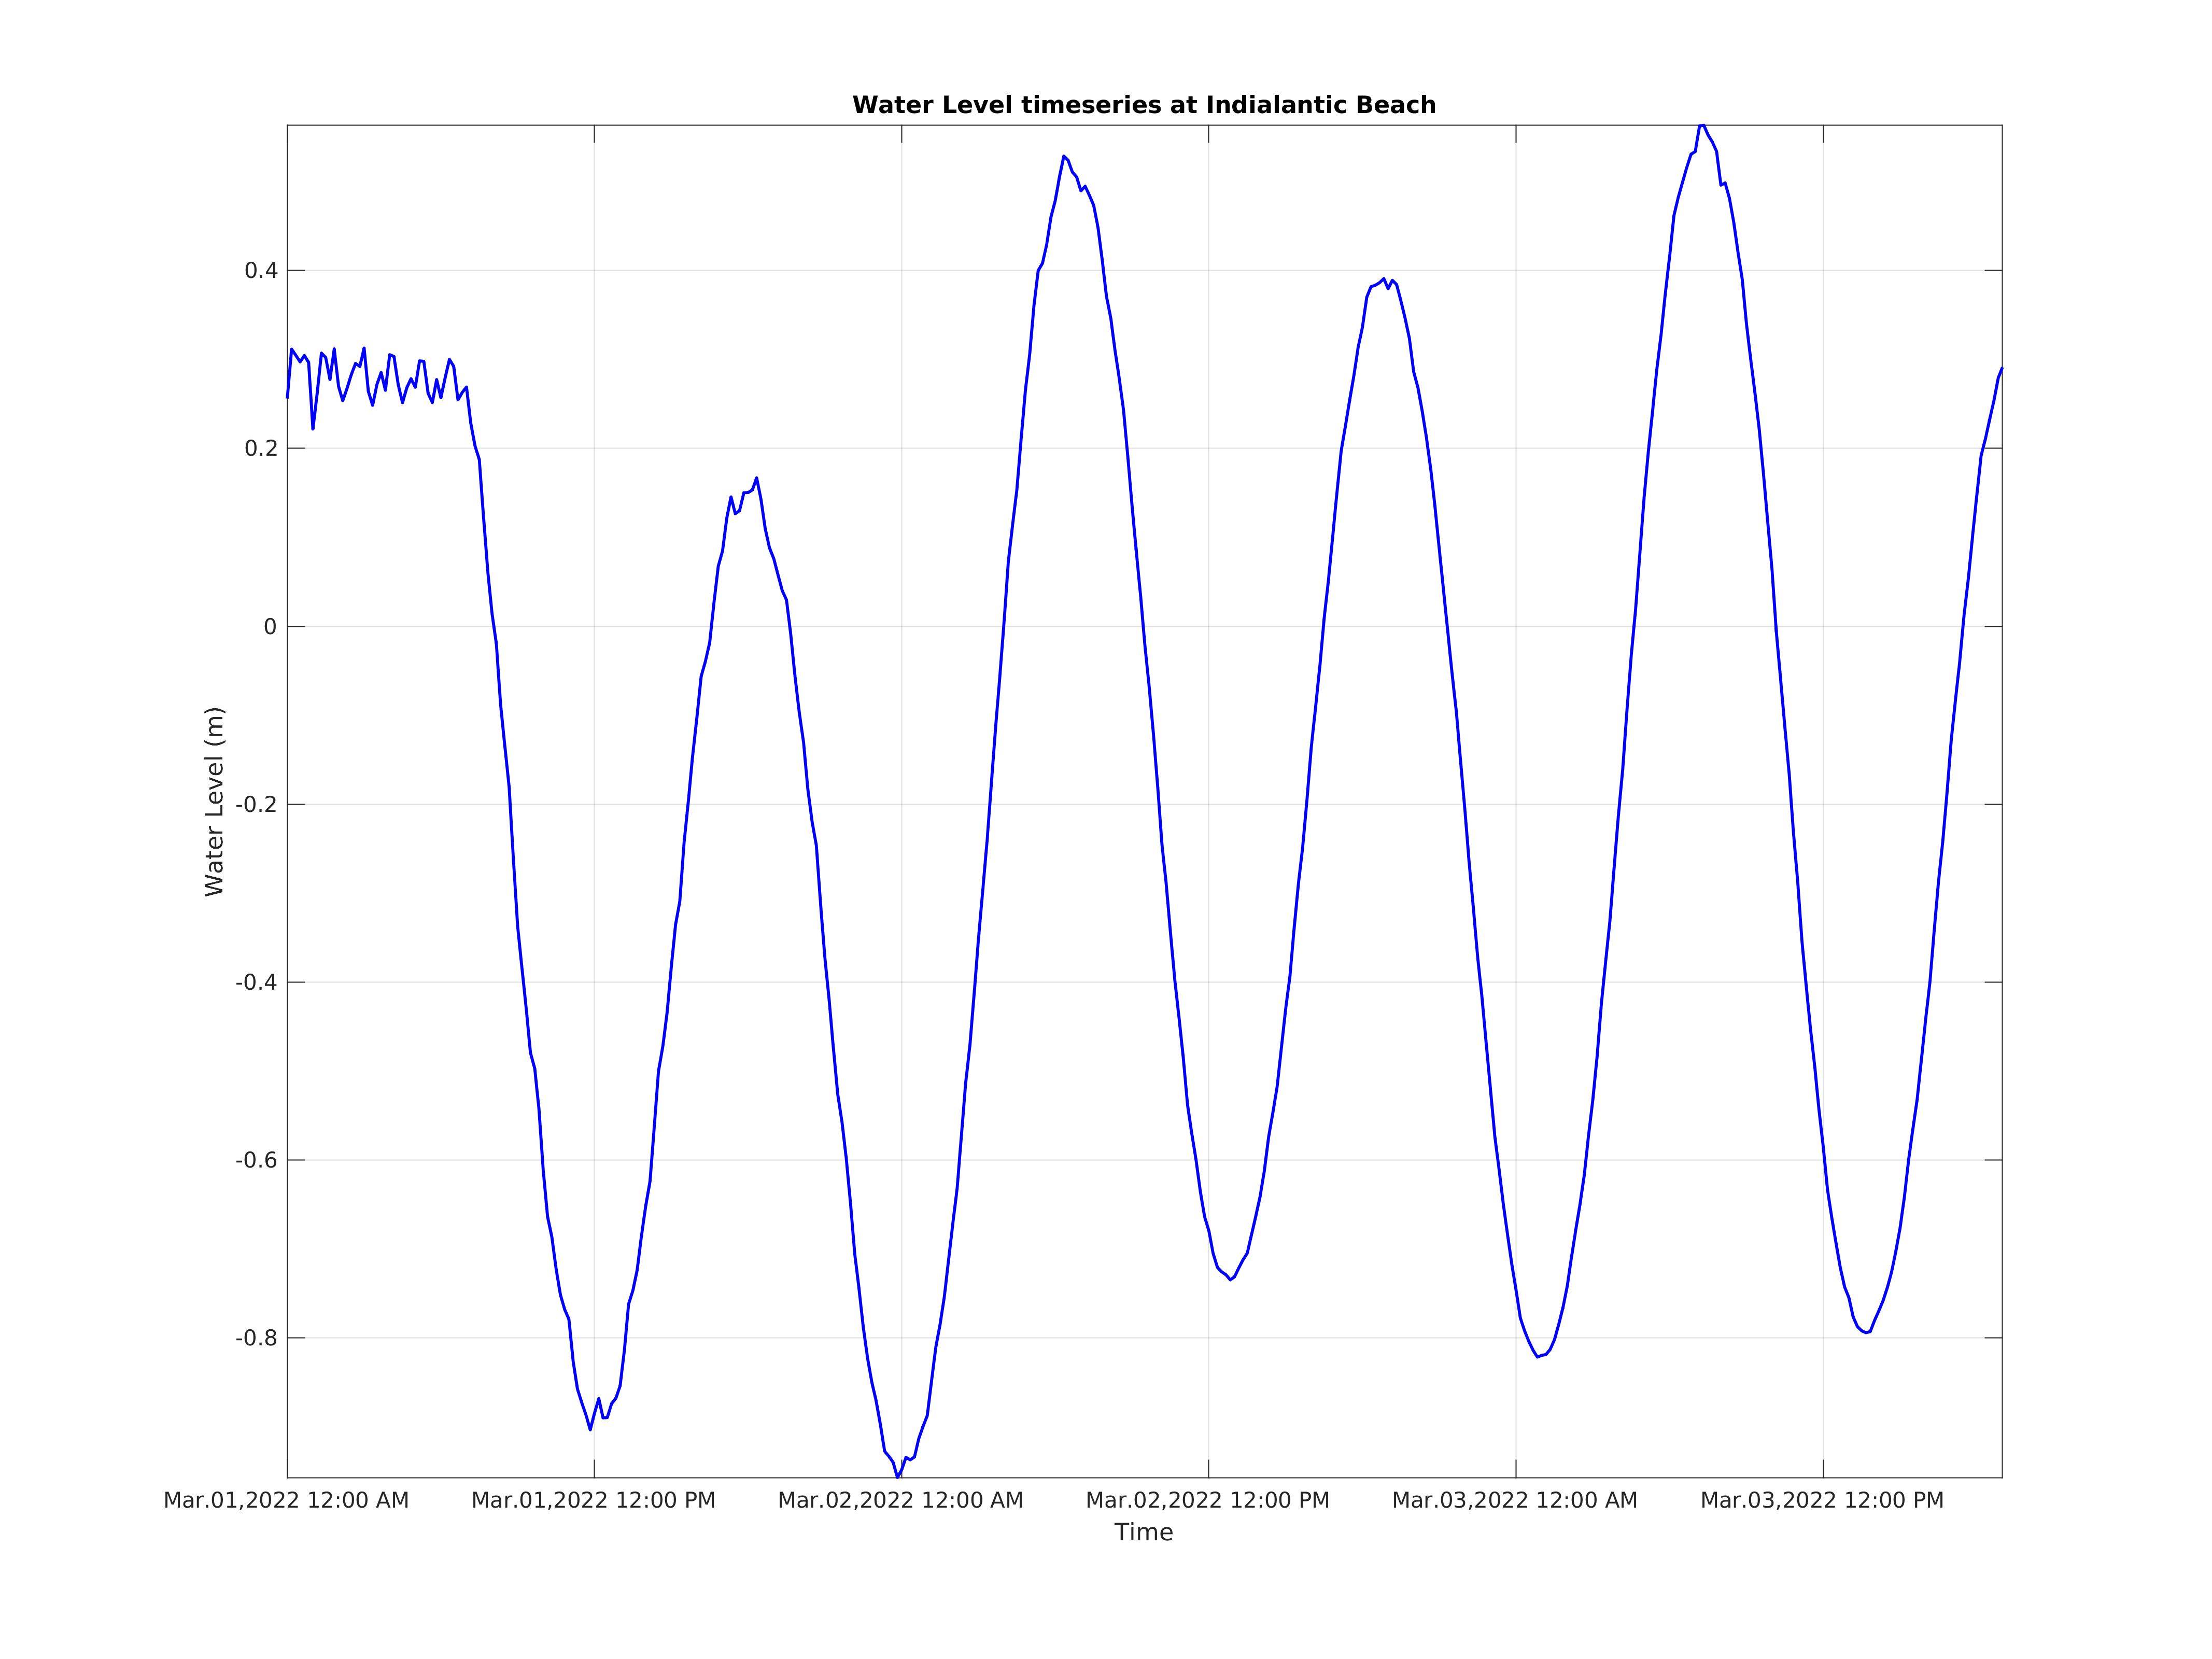 Water Level timeseries at Indialantic Beach
0.4
0.2
0
-0.2
-0.4
-0.6
-0.8
Water Level (m)
Mar.01,2022 12:00 AM
Mar.01,2022 12:00 PM
Mar.02,2022 12:00 AM
Mar.02,2022 12:00 PM
Mar.03,2022 12:00 AM
Mar.03,2022 12:00 PM
Time